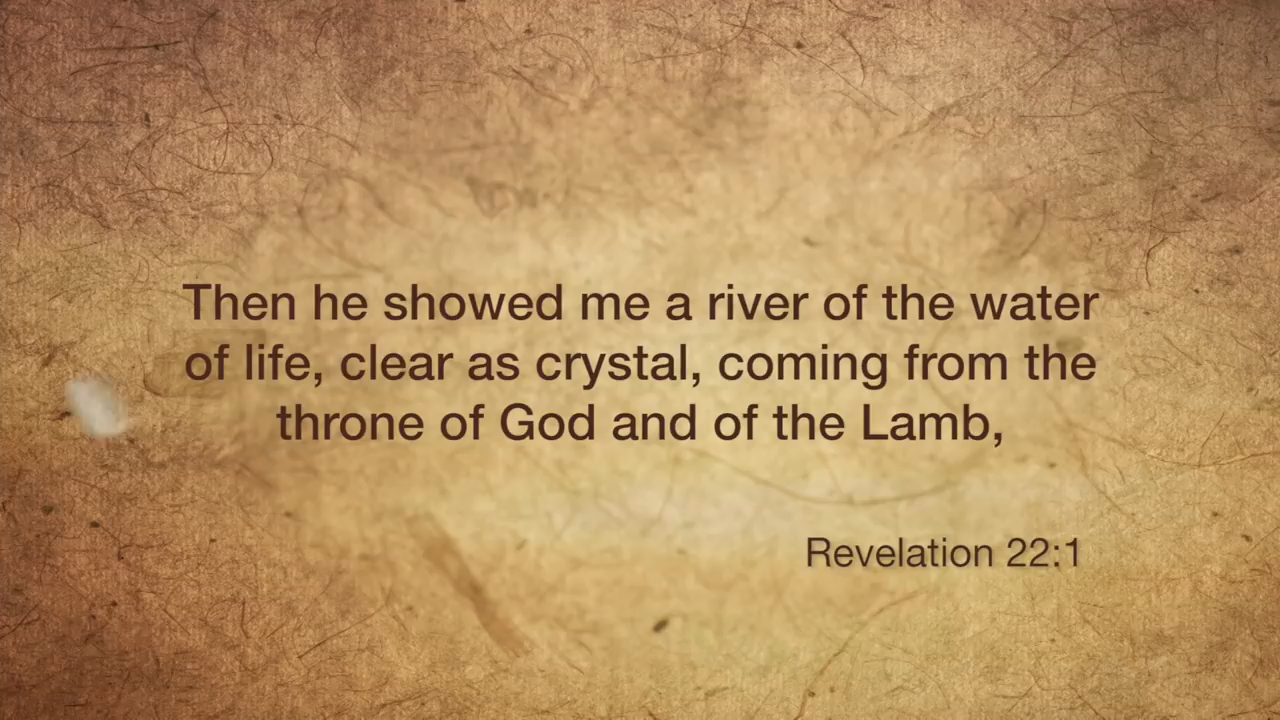 Then he showed me a river of the water
of life, clear as crystal, coming from the
throne of God and of the Lamb,
Revelation 22:1